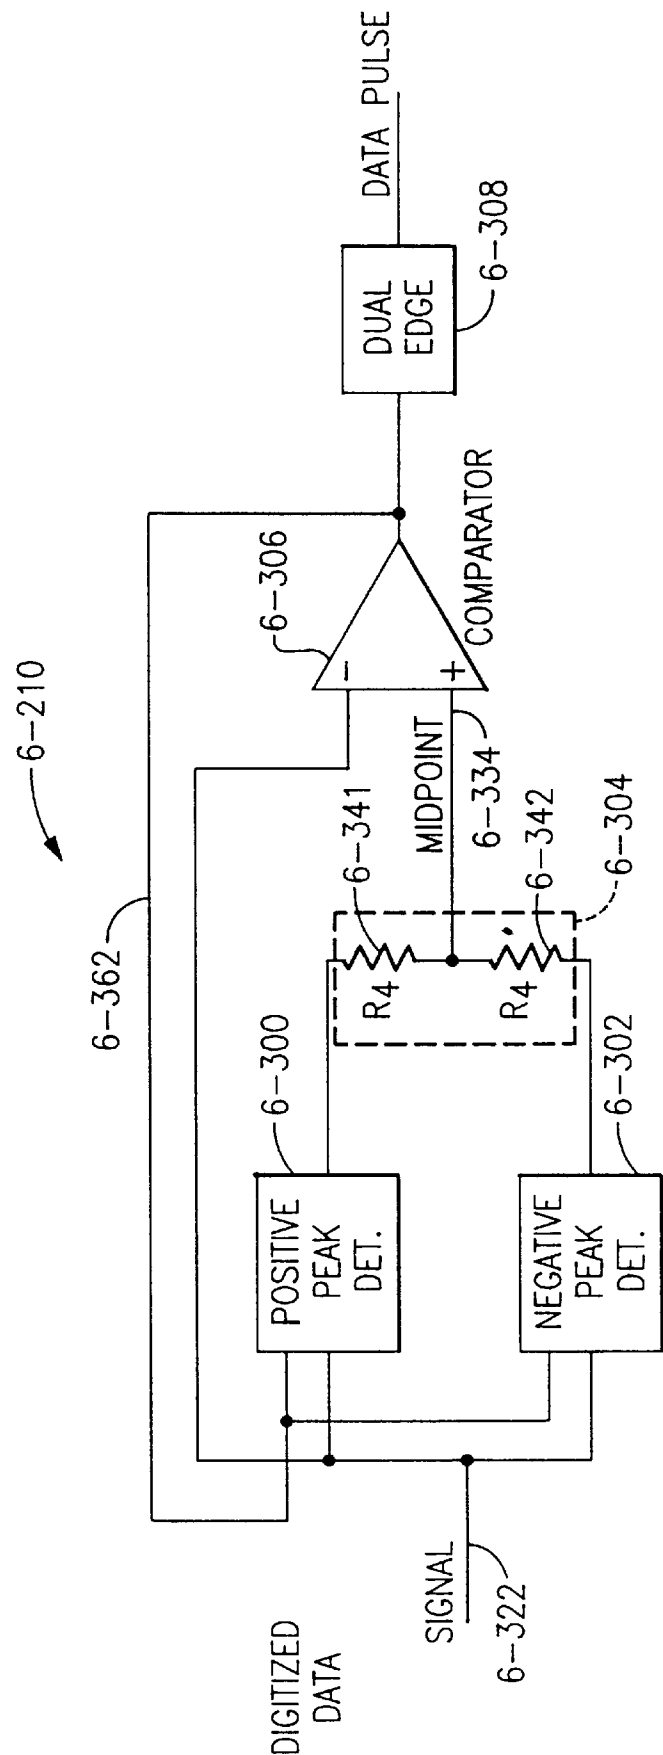 6-210
6-362
6-300
POSITIVE
PEAK
DET.
6-341
R4
R4
6-342
6-304
MIDPOINT
6-334
6-306
-
+
COMPARATOR
DUAL
EDGE
6-308
DATA PULSE
DIGITIZED
DATA
SIGNAL
6-322
NEGATIVE
PEAK
DET.
6-302